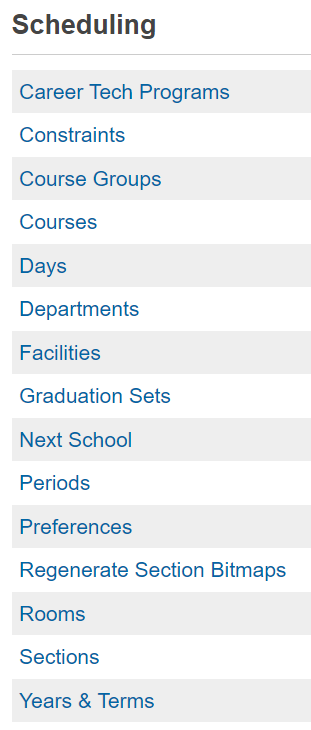 Scheduling
Career Tech Programs
Constraints
Course Groups
Courses
Days
Departments
Facilities
Graduation Sets
Next School
Periods
Preferences
Regenerate Section Bitmaps
Rooms
Sections
Years & Terms